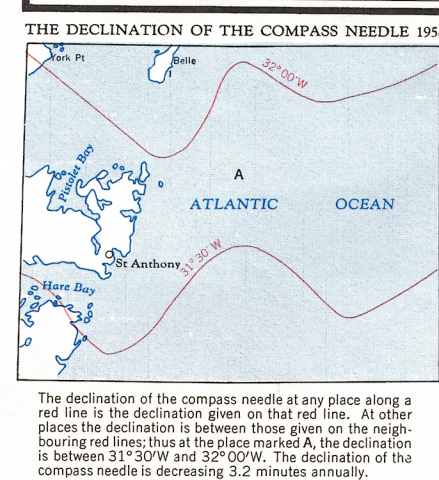 THE DECLINATION OF THE COMPASS NEEDLE 195
York Pt
Belle
I
32°00'W
Pistolet Bay
A
ATLANTIC OCEAN
St Anthony
31° 30' W
Hare Bay
The declination of the compass needle at any place along a
red line is the declination given on that red line. At other
places the declination is between those given on the neigh-
bouring red lines; thus at the place marked A, the declination
is between 31°30'W and 32°00'W. The declination of the
compass needle is decreasing 3.2 minutes annually.